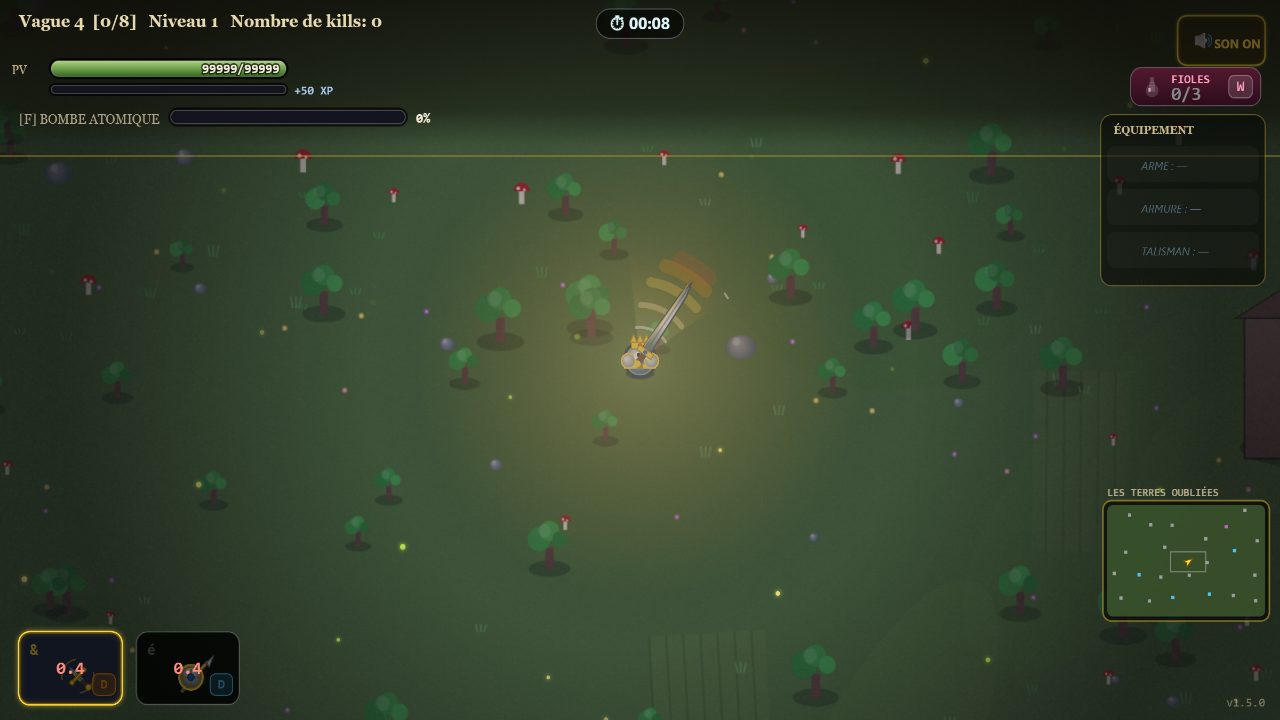 Vague 4 [0/8] Niveau 1 Nombre de kills: 0
00:08
SON ON
PV
99999/99999
+50 XP
[F] BOMBE ATOMIQUE
0%
FIOLES
0/3
W
ÉQUIPEMENT
ARME : —
ARMURE : —
TALISMAN : —
LES TERRES OUBLIÉES
&
0.4
D
é
0.4
D
v1.5.0